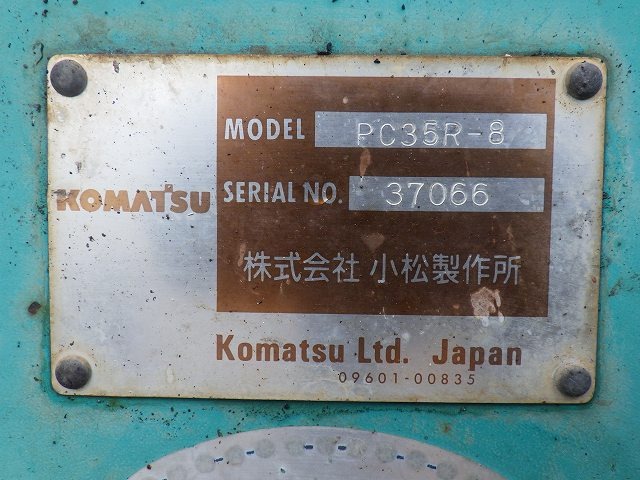 MODEL PC35R-8
SERIAL NO. 37066
KOMATSU
株式会社 小松製作所
Komatsu Ltd. Japan
09601-00835